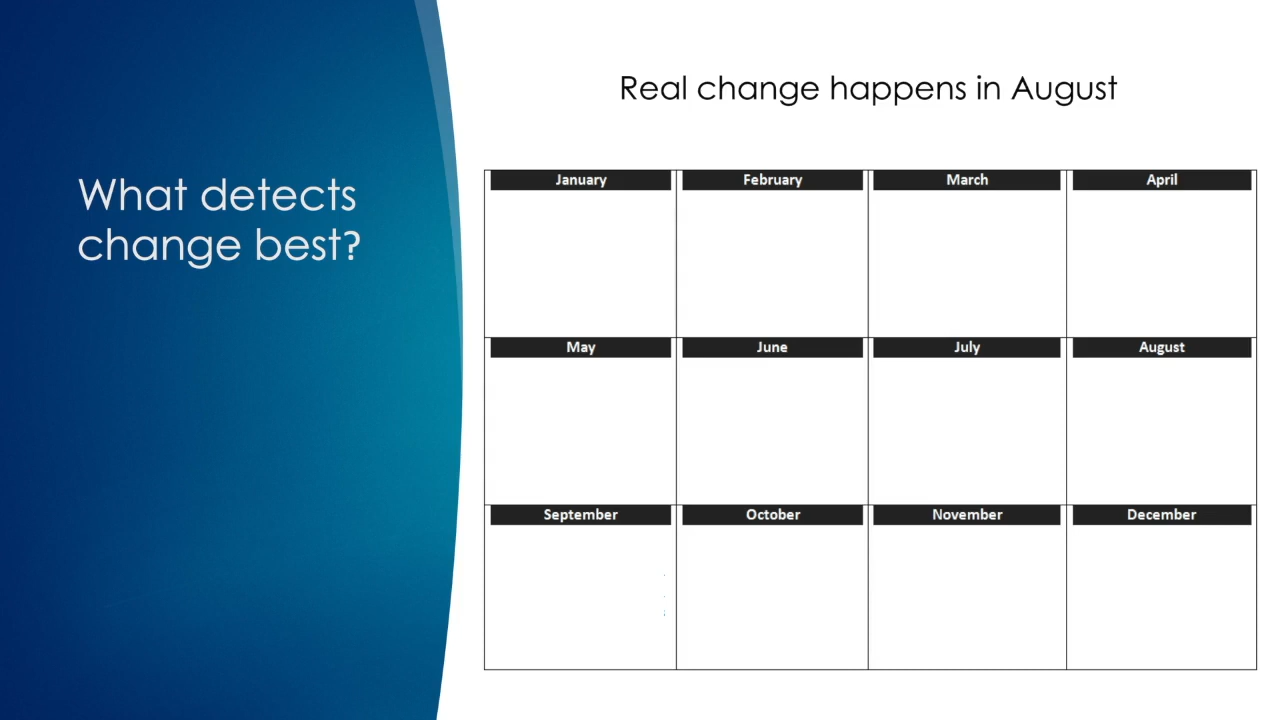 What detects
change best?
Real change happens in August
January February March April
May June July August
September October November December